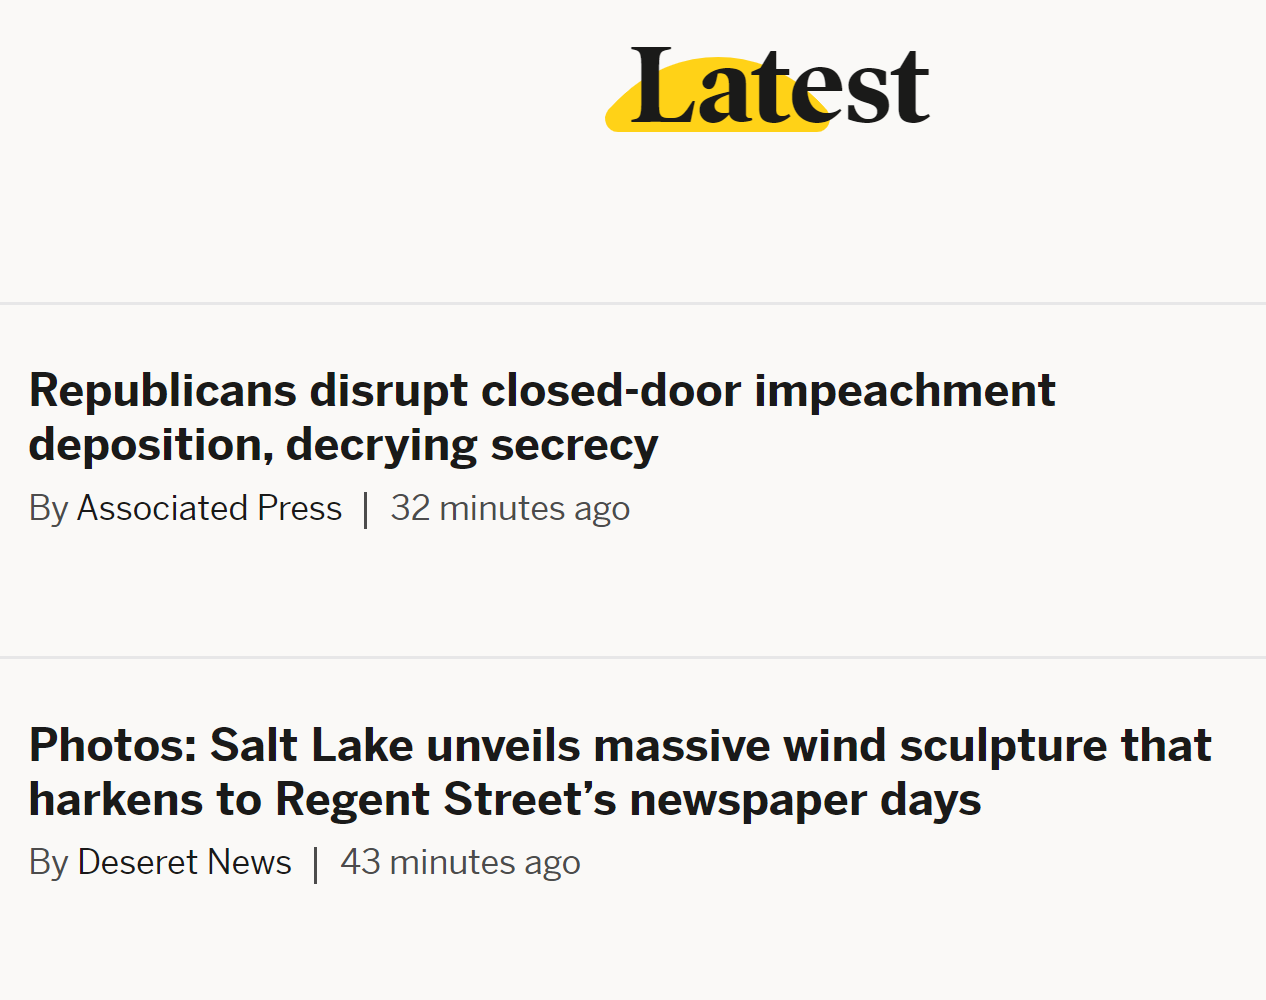 Latest
Republicans disrupt closed-door impeachment
deposition, decrying secrecy
By Associated Press | 32 minutes ago
Photos: Salt Lake unveils massive wind sculpture that
harkens to Regent Street’s newspaper days
By Deseret News | 43 minutes ago